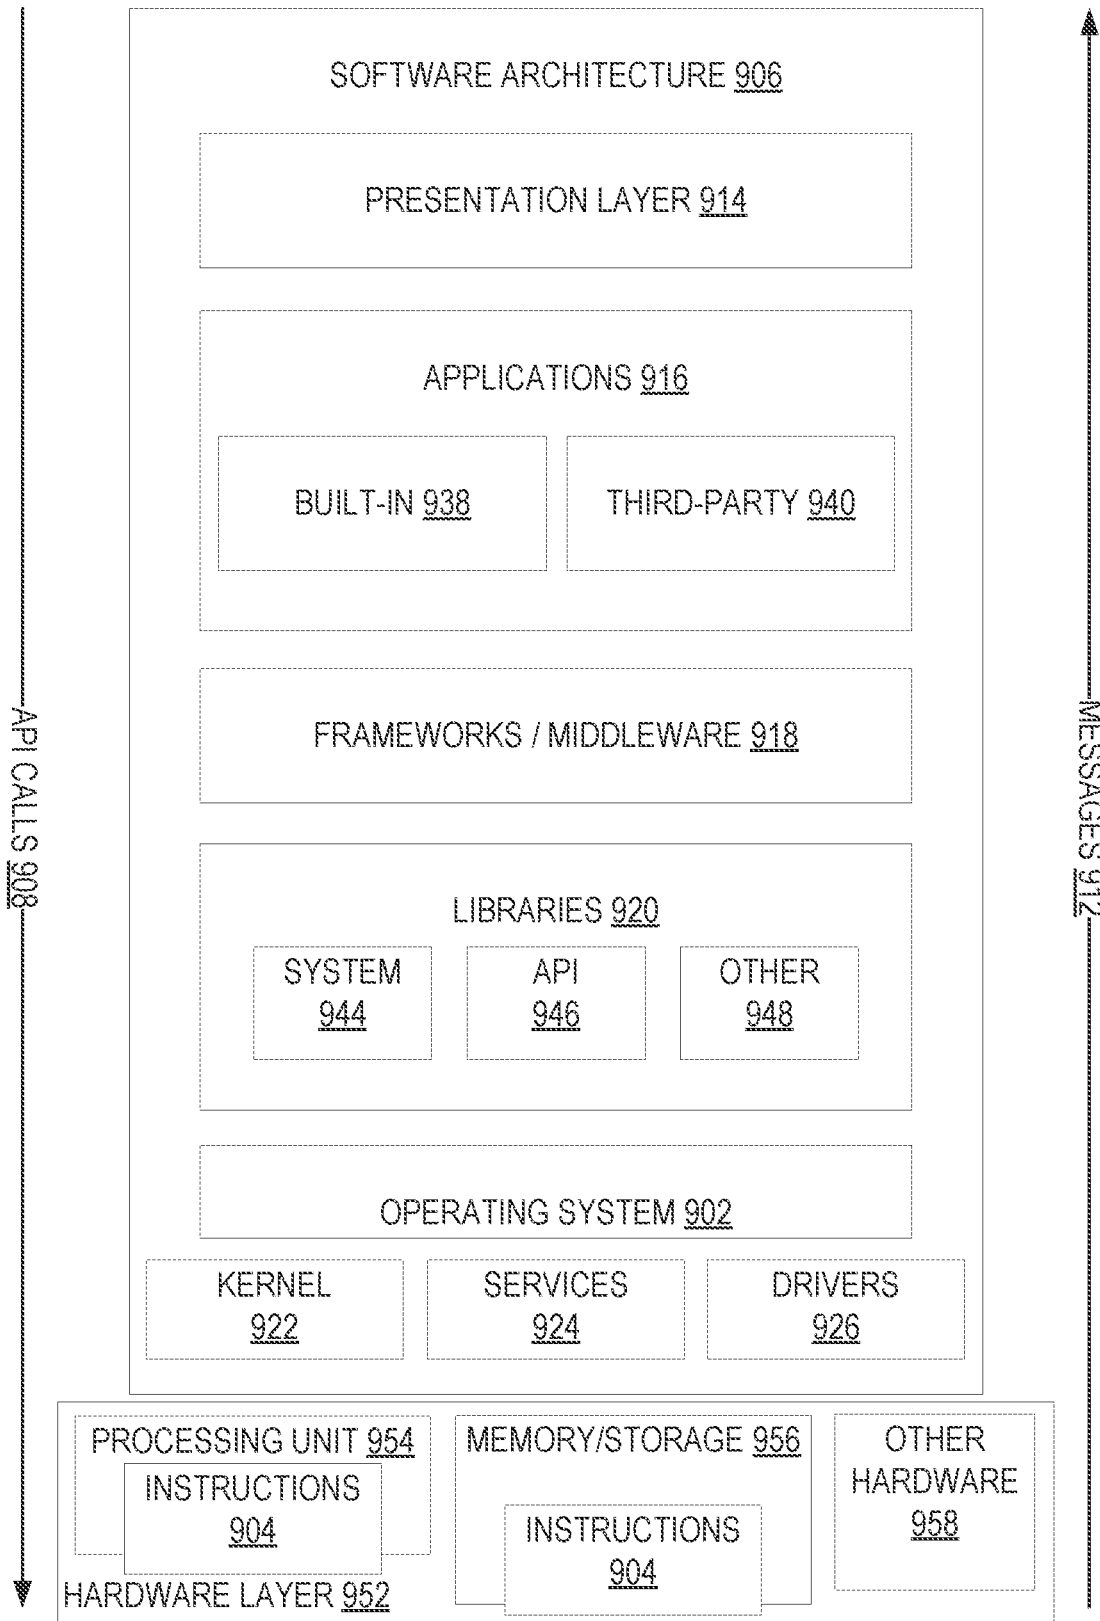 SOFTWARE ARCHITECTURE 906
PRESENTATION LAYER 914
APPLICATIONS 916
BUILT-IN 938
THIRD-PARTY 940
FRAMEWORKS / MIDDLEWARE 918
API CALLS 908
MESSAGES 912
LIBRARIES 920
SYSTEM
944
API
946
OTHER
948
OPERATING SYSTEM 902
KERNEL
922
SERVICES
924
DRIVERS
926
PROCESSING UNIT 954
INSTRUCTIONS
904
MEMORY/STORAGE 956
INSTRUCTIONS
904
OTHER
HARDWARE
958
HARDWARE LAYER 952